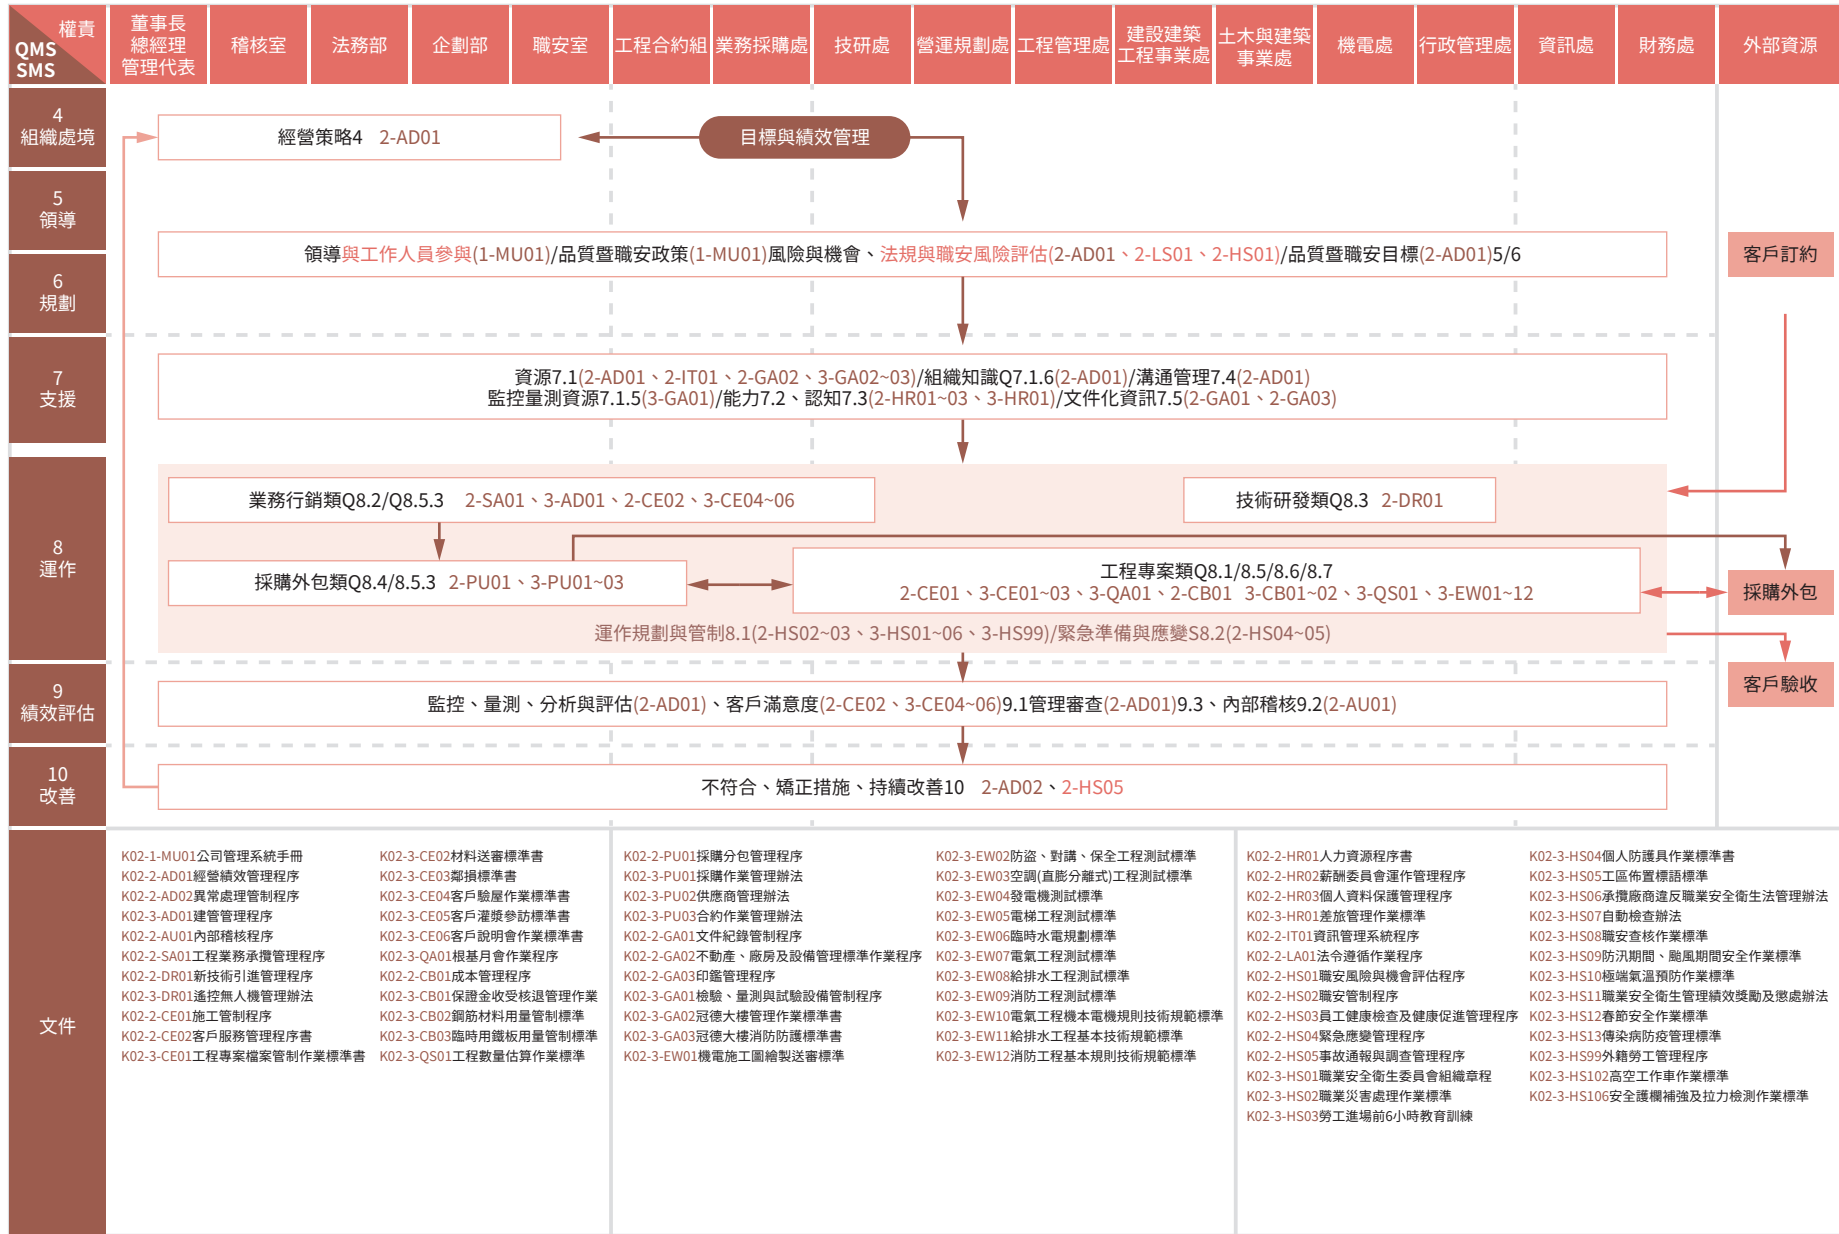 權責
QMS
SMS
董事長
總經理
管理代表
稽核室
法務部
企劃部
職安室
工程合約組
業務採購處
技研處
營運規劃處
工程管理處
建設建築
工程事業處
土木與建築
事業處
機電處
行政管理處
資訊處
財務處
外部資源
4
組織處境
經營策略4 2-AD01
目標與績效管理
5
領導
領導與工作人員參與(1-MU01)/品質暨職安政策(1-MU01)風險與機會、法規與職安風險評估(2-AD01、2-LS01、2-HS01)/品質暨職安目標(2-AD01)5/6
客戶訂約
6
規劃
7
支援
資源7.1(2-AD01、2-IT01、2-GA02、3-GA02~03)/組織知識Q7.1.6(2-AD01)/溝通管理7.4(2-AD01)
監控量測資源7.1.5(3-GA01)/能力7.2、認知7.3(2-HR01~03、3-HR01)/文件化資訊7.5(2-GA01、2-GA03)
8
運作
業務行銷類Q8.2/Q8.5.3 2-SA01、3-AD01、2-CE02、3-CE04~06
技術研發類Q8.3 2-DR01
採購外包類Q8.4/8.5.3 2-PU01、3-PU01~03
工程專案類Q8.1/8.5/8.6/8.7
2-CE01、3-CE01~03、3-QA01、2-CB01 3-CB01~02、3-QS01、3-EW01~12
採購外包
運作規劃與管制8.1(2-HS02~03、3-HS01~06、3-HS99)/緊急準備與應變S8.2(2-HS04~05)
9
績效評估
監控、量測、分析與評估(2-AD01)、客戶滿意度(2-CE02、3-CE04~06)9.1管理審查(2-AD01)9.3、內部稽核9.2(2-AU01)
客戶驗收
10
改善
不符合、矯正措施、持續改善10 2-AD02、2-HS05
文件
K02-1-MU01公司管理系統手冊
K02-2-AD01經營績效管理程序
K02-2-AD02異常處理管制程序
K02-3-AD01建管管理程序
K02-2-AU01內部稽核程序
K02-2-SA01工程業務承攬管理程序
K02-2-DR01新技術引進管理程序
K02-3-DR01遙控無人機管理辦法
K02-2-CE01施工管制程序
K02-2-CE02客戶服務管理程序書
K02-3-CE01工程專案檔案管制作業標準書
K02-3-CE02材料送審標準書
K02-3-CE03鄰損標準書
K02-3-CE04客戶驗屋作業標準書
K02-3-CE05客戶灌漿參訪標準書
K02-3-CE06客戶說明會作業標準書
K02-3-QA01根基月會作業程序
K02-2-CB01成本管理程序
K02-3-CB01保證金收受核退管理作業
K02-3-CB02鋼筋材料用量管制標準
K02-3-CB03臨時用鐵板用量管制標準
K02-3-QS01工程數量估算作業標準
K02-2-PU01採購分包管理程序
K02-3-PU01採購作業管理辦法
K02-3-PU02供應商管理辦法
K02-3-PU03合約作業管理辦法
K02-2-GA01文件紀錄管制程序
K02-2-GA02不動產、廠房及設備管理標準作業程序
K02-2-GA03印鑑管理程序
K02-3-GA01檢驗、量測與試驗設備管制程序
K02-3-GA02冠德大樓管理作業標準書
K02-3-GA03冠德大樓消防防護標準書
K02-3-EW01機電施工圖繪製送審標準
K02-3-EW02防盜、對講、保全工程測試標準
K02-3-EW03空調(直膨分離式)工程測試標準
K02-3-EW04發電機測試標準
K02-3-EW05電梯工程測試標準
K02-3-EW06臨時水電規劃標準
K02-3-EW07電氣工程測試標準
K02-3-EW08給排水工程測試標準
K02-3-EW09消防工程測試標準
K02-3-EW10電氣工程機本電機規則技術規範標準
K02-3-EW11給排水工程基本技術規範標準
K02-3-EW12消防工程基本規則技術規範標準
K02-2-HR01人力資源程序書
K02-2-HR02薪酬委員會運作管理程序
K02-2-HR03個人資料保護管理程序
K02-3-HR01差旅管理作業標準
K02-2-IT01資訊管理系統程序
K02-2-LA01法令遵循作業程序
K02-2-HS01職安風險與機會評估程序
K02-2-HS02職安管制程序
K02-2-HS03員工健康檢查及健康促進管理程序
K02-2-HS04緊急應變管理程序
K02-2-HS05事故通報與調查管理程序
K02-3-HS01職業安全衛生委員會組織章程
K02-3-HS02職業災害處理作業標準
K02-3-HS03勞工進場前6小時教育訓練
K02-3-HS04個人防護具作業標準書
K02-3-HS05工區佈置標語標準
K02-3-HS06承攬廠商違反職業安全衛生法管理辦法
K02-3-HS07自動檢查辦法
K02-3-HS08職安查核作業標準
K02-3-HS09防汛期間、颱風期間安全作業標準
K02-3-HS10極端氣溫預防作業標準
K02-3-HS11職業安全衛生管理績效獎勵及懲處辦法
K02-3-HS12春節安全作業標準
K02-3-HS13傳染病防疫管理標準
K02-3-HS99外籍勞工管理程序
K02-3-HS102高空工作車作業標準
K02-3-HS106安全護欄補強及拉力檢測作業標準